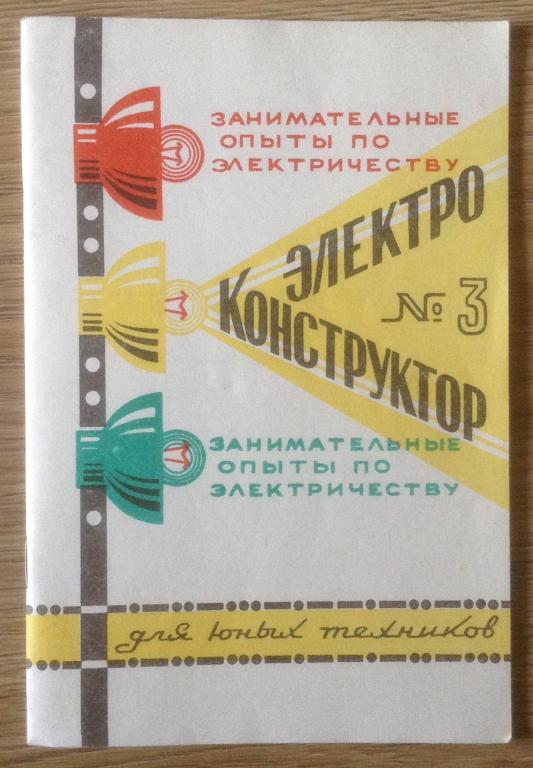 ЗАНИМАТЕЛЬНЫЕ
ОПЫТЫ ПО
ЭЛЕКТРИЧЕСТВУ
ЭЛЕКТРО
КОНСТРУКТОР
№ 3
ЗАНИМАТЕЛЬНЫЕ
ОПЫТЫ ПО
ЭЛЕКТРИЧЕСТВУ
для юных техников